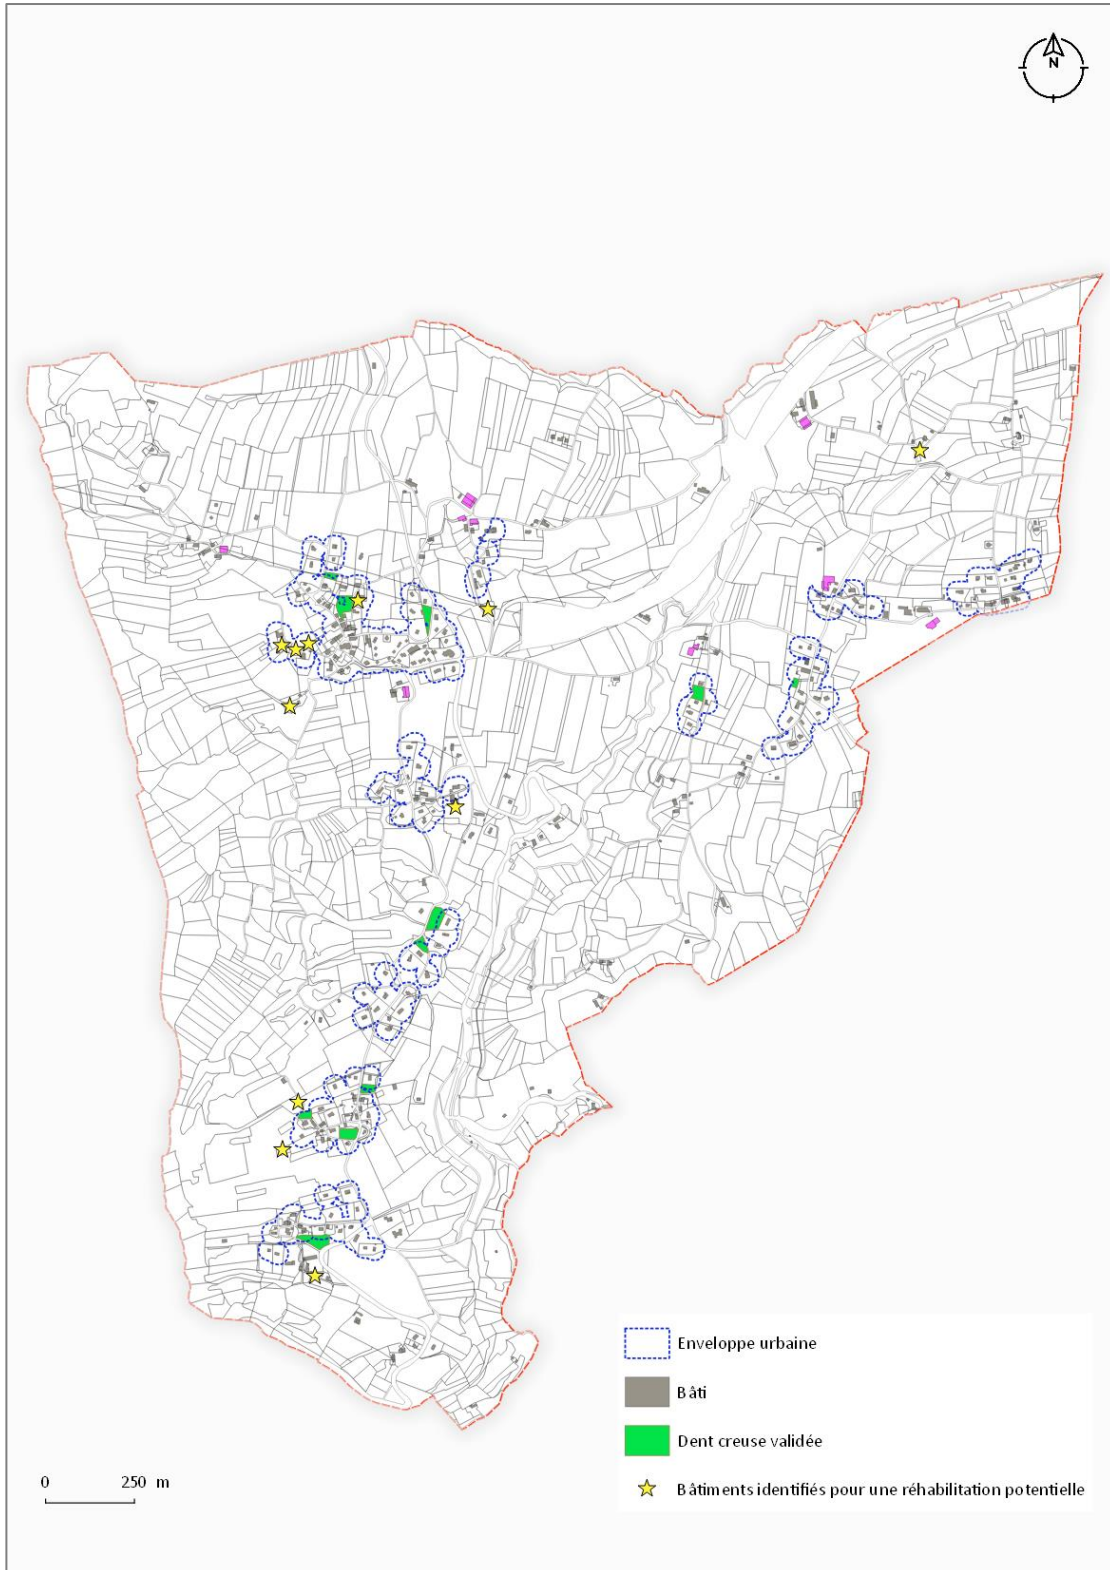 N
Enveloppe urbaine
Bâti
Dent creuse validée
Bâtiments identifiés pour une réhabilitation potentielle
0 250 m